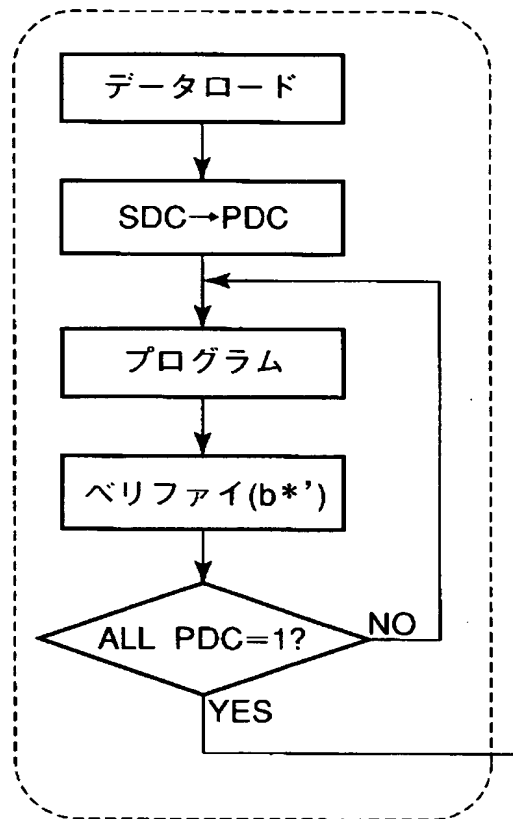 データロード
SDC→PDC
プログラム
ベリファイ(b*')
ALL PDC=1?
NO
YES